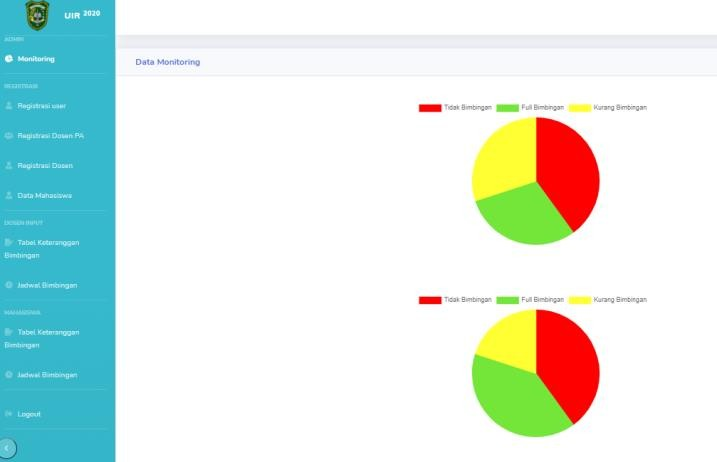 UIR 2020
ADMIN
Monitoring
Data Monitoring
REGISTRASI
Registrasi user
Registrasi Dosen PA
Registrasi Dosen
Data Mahasiswa
DOSEN INPUT
Tabel Keteranggan
Bimbingan
Jadwal Bimbingan
MAHASISWA
Tabel Keteranggan
Bimbingan
Jadwal Bimbingan
Logout
Tidak Bimbingan Full Bimbingan Kurang Bimbingan
Tidak Bimbingan Full Bimbingan Kurang Bimbingan